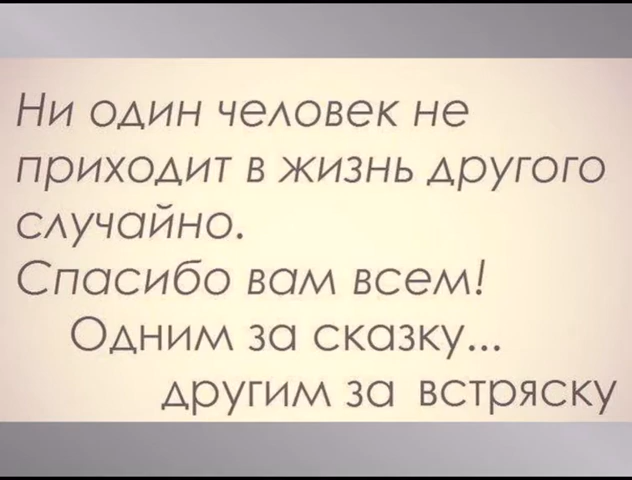 Ни один человек не
приходит в жизнь другого
случайно.
Спасибо вам всем!
Одним за сказку...
другим за встряску